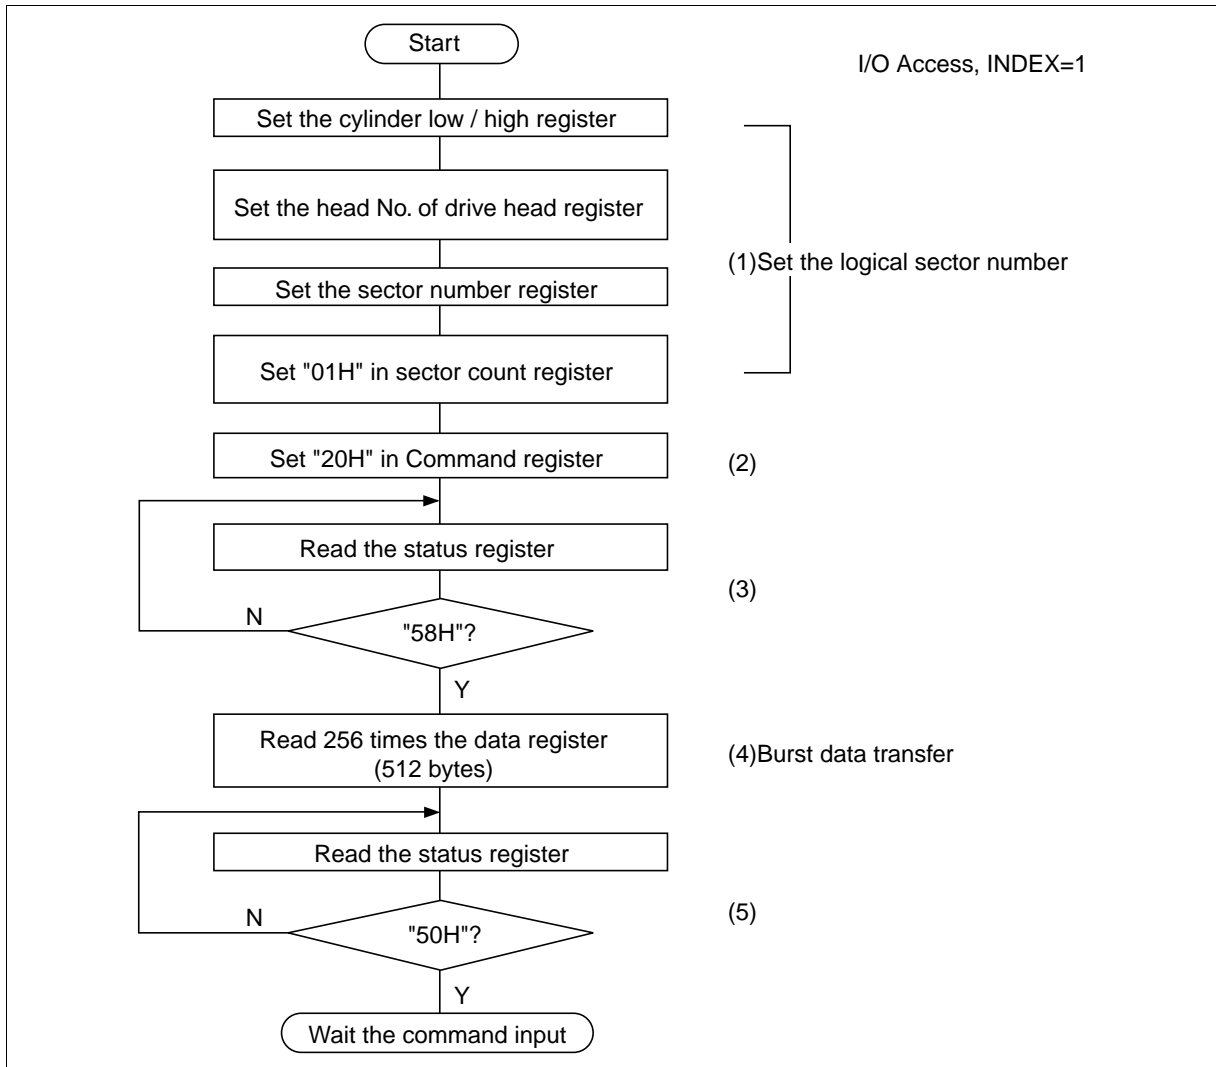 Start
I/O Access, INDEX=1
Set the cylinder low / high register
Set the head No. of drive head register
(1)Set the logical sector number
Set the sector number register
Set "01H" in sector count register
Set "20H" in Command register
(2)
Read the status register
(3)
N
"58H"?
Y
Read 256 times the data register
(512 bytes)
(4)Burst data transfer
Read the status register
(5)
N
"50H"?
Y
Wait the command input